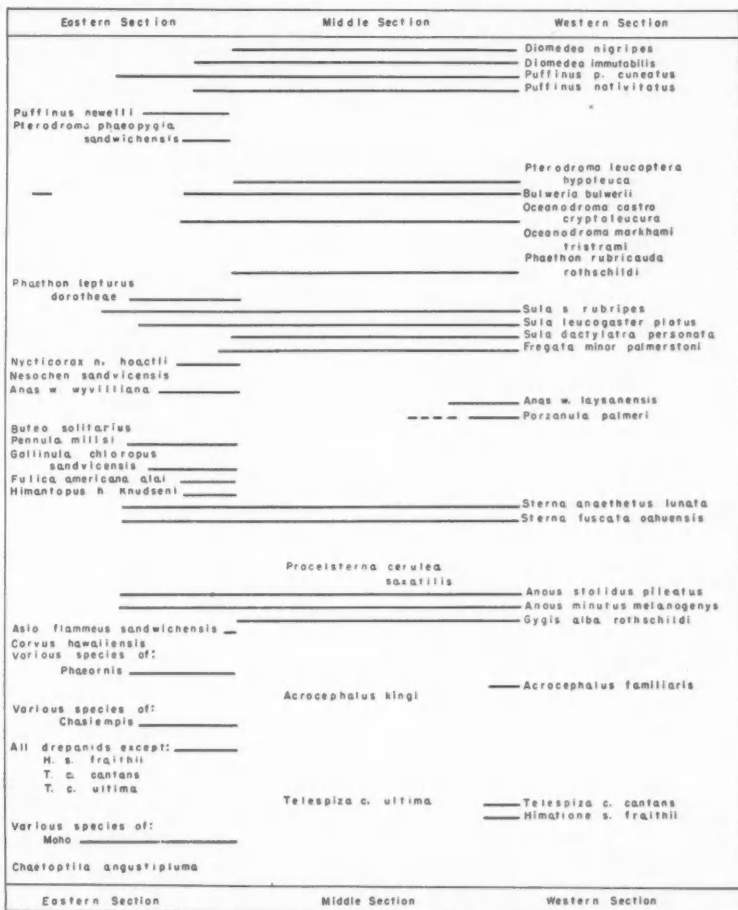 Eastern Section Middle Section Western Section
Diomedea nigripes
Diomedea immutabilis
Puffinus p. cuneatus
Puffinus nativitatus
Puffinus newelli
Pterodroma phaeopygia
sandwichensis
Pterodroma leucoptera
hypoleuca
Bulweria bulwerii
Oceanodroma castro
cryptoleucura
Oceanodroma markhami
tristrami
Phaethon rubricauda
rothschildi
Phaethon lepturus
dorotheae
Sula s rubripes
Sula leucogaster plotus
Sula dactylatra personata
Fregata minor palmerstoni
Nycticorax n. hoactli
Nesochen sandvicensis
Anas w. wyvilliana
Anas w. laysanensis
Porzanula palmeri
Buteo solitarius
Pennula millsi
Gallinula chloropus
sandvicensis
Fulica americana alai
Himantopus h. Knudseni
Sterna anaethetus lunata
Sterna fuscata oahuensis
Procelsterna cerulea
saxatilis
Anous stolidus pileatus
Anous minutus melanogenys
Gygis alba rothschildi
Asio flammeus sandwichensis
Corvus hawaiiensis
Various species of:
Phaeornis
Acrocephalus kingi
Acrocephalus familiaris
Various species of:
Chasiempis
All drepanids except:
H. s. fraithii
T. c. cantans
T. c. ultima
Telespiza c. ultima
Telespiza c. cantans
Himatione s. fraithii
Various species of:
Moho
Chaetoptila angustipluma
Eastern Section Middle Section Western Section